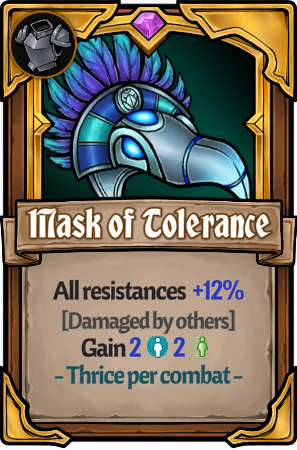 Mask of Tolerance
All resistances +12%
[Damaged by others]
Gain 2 2
- Thrice per combat -